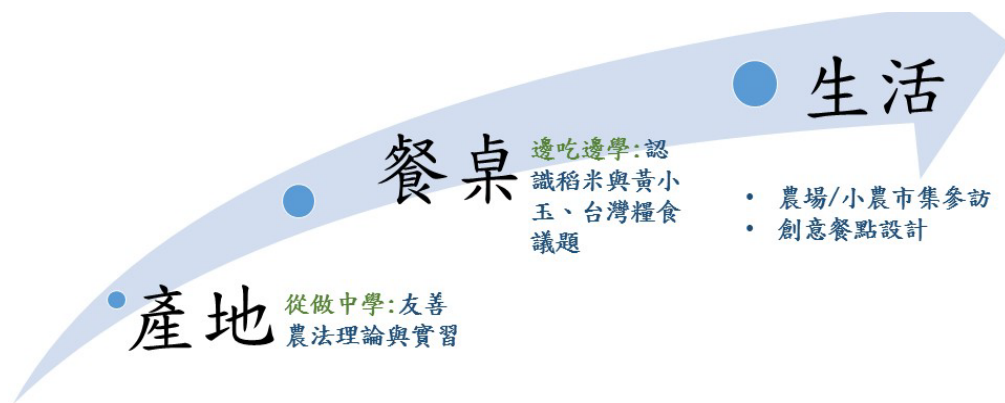 產地
從做中學:友善
農法理論與實習
餐桌
邊吃邊學:認
識稻米與黃小
玉、台灣糧食
議題
生活
• 農場/小農市集參訪
• 創意餐點設計